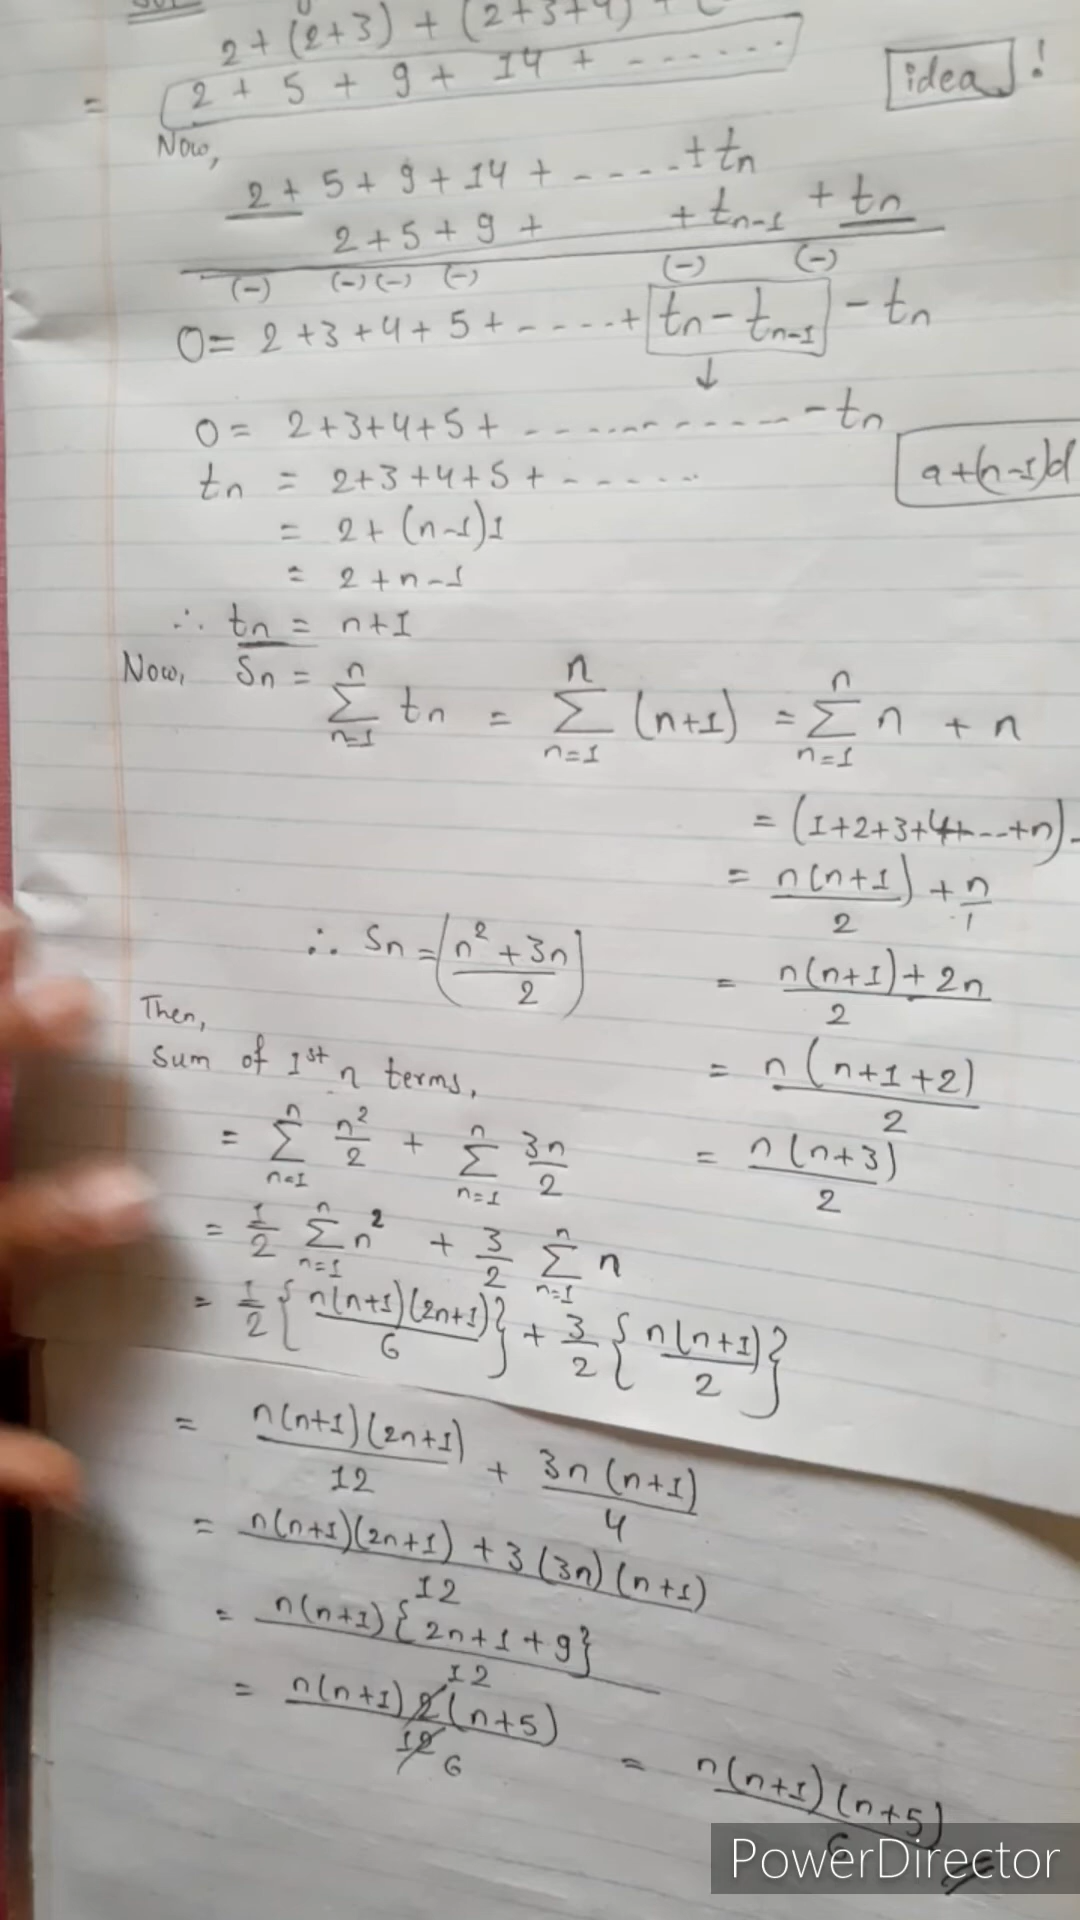 2 + (2+3) + (2+3+4) + (
= 2 + 5 + 9 + 14 + ......
idea !
Now,
2 + 5 + 9 + 14 + ..... + tn
2 + 5 + 9 + + tn-1 + tn
(-) (-) (-) (-) (-) (-)
0 = 2 + 3 + 4 + 5 + ..... + tn - tn-1 - tn
↓
0 = 2+3+4+5+ ............ - tn
tn = 2+3+4+5+ ......
a+(n-1)d
= 2 + (n-1)1
= 2 + n - 1
∴ tn = n+1
Now, Sn = n Σ n=1 tn = n Σ n=1 (n+1) = n Σ n=1 n + n
= (1+2+3+4+...+n)
= n(n+1)/2 + n/1
∴ Sn = (n² + 3n / 2)
= n(n+1) + 2n / 2
= n(n+1+2) / 2
= n(n+3) / 2
Then,
Sum of 1st n terms,
= n Σ n=1 n²/2 + n Σ n=1 3n/2
= 1/2 n Σ n=1 n² + 3/2 n Σ n=1 n
= 1/2 { n(n+1)(2n+1) / 6 } + 3/2 { n(n+1) / 2 }
= n(n+1)(2n+1) / 12 + 3n(n+1) / 4
= n(n+1)(2n+1) + 3(3n)(n+1) / 12
= n(n+1){2n+1+9} / 12
= n(n+1) 2(n+5) / 12 6
= n(n+1)(n+5) / 6
PowerDirector